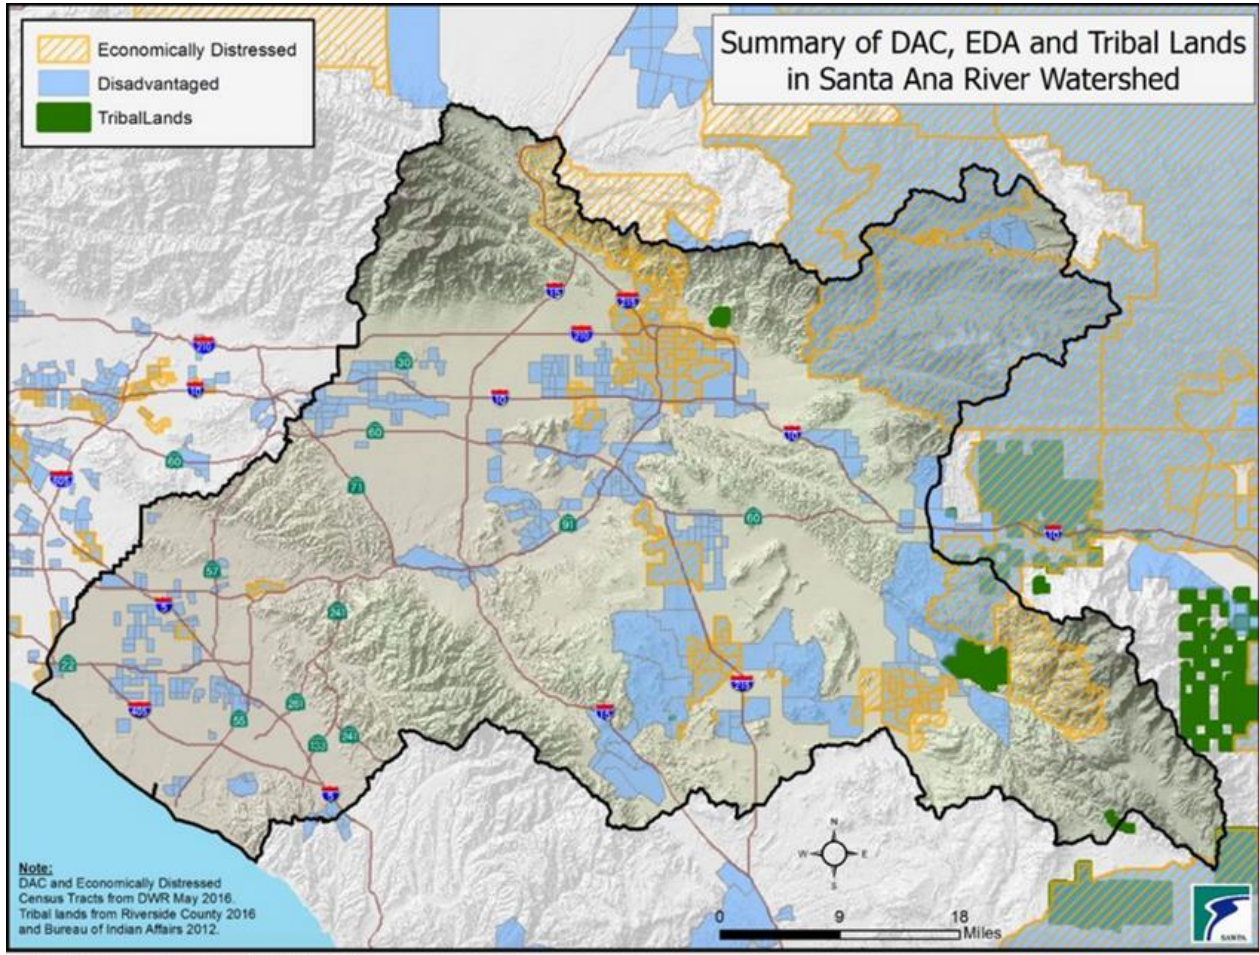 Economically Distressed
Disadvantaged
TribalLands
Summary of DAC, EDA and Tribal Lands
in Santa Ana River Watershed
15
215
210
210
30
10
10
60
10
60
605
71
91
60
10
57
5
241
22
405
55
261
133
241
15
215
5
N
W E
S
Note:
DAC and Economically Distressed
Census Tracts from DWR May 2016.
Tribal lands from Riverside County 2016
and Bureau of Indian Affairs 2012.
0 9 18
Miles
SAWPA